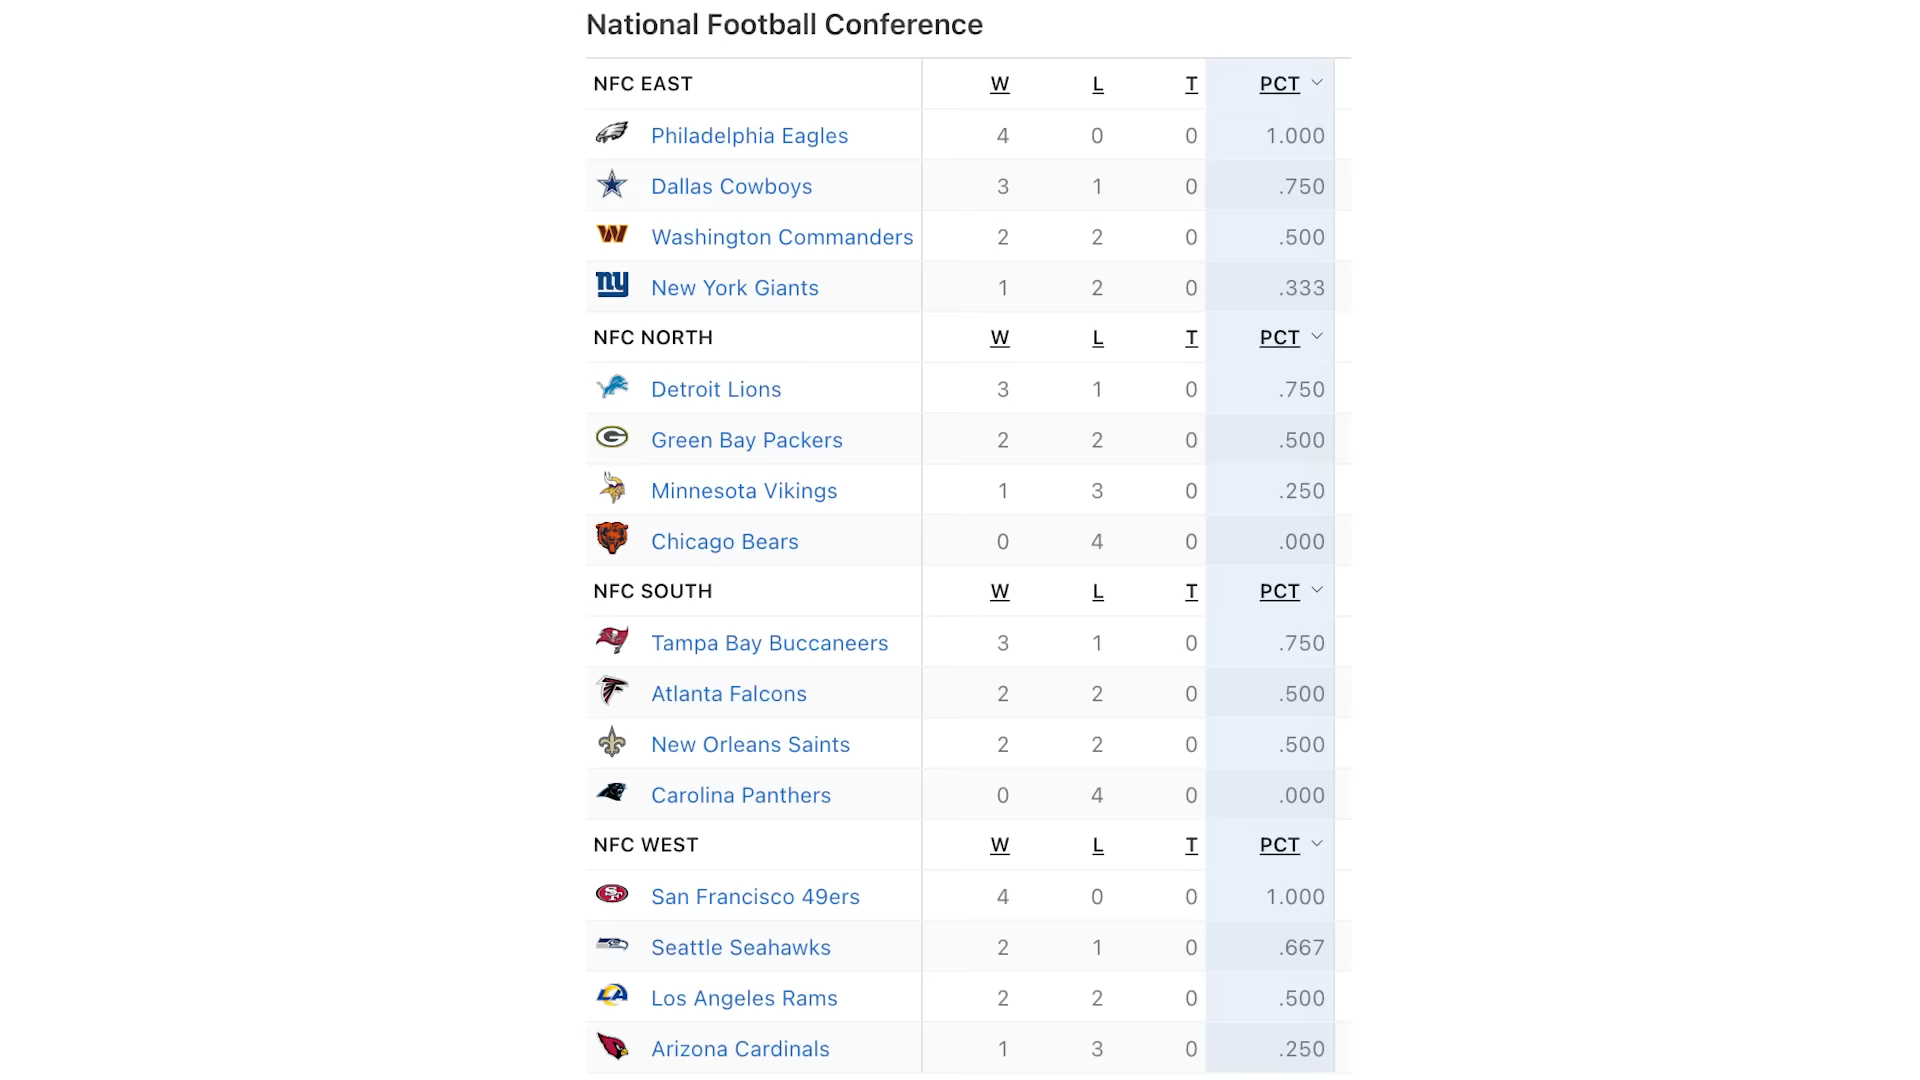 National Football Conference
NFC EAST W L T PCT
Philadelphia Eagles 4 0 0 1.000
Dallas Cowboys 3 1 0 .750
Washington Commanders 2 2 0 .500
New York Giants 1 2 0 .333
NFC NORTH W L T PCT
Detroit Lions 3 1 0 .750
Green Bay Packers 2 2 0 .500
Minnesota Vikings 1 3 0 .250
Chicago Bears 0 4 0 .000
NFC SOUTH W L T PCT
Tampa Bay Buccaneers 3 1 0 .750
Atlanta Falcons 2 2 0 .500
New Orleans Saints 2 2 0 .500
Carolina Panthers 0 4 0 .000
NFC WEST W L T PCT
San Francisco 49ers 4 0 0 1.000
Seattle Seahawks 2 1 0 .667
Los Angeles Rams 2 2 0 .500
Arizona Cardinals 1 3 0 .250